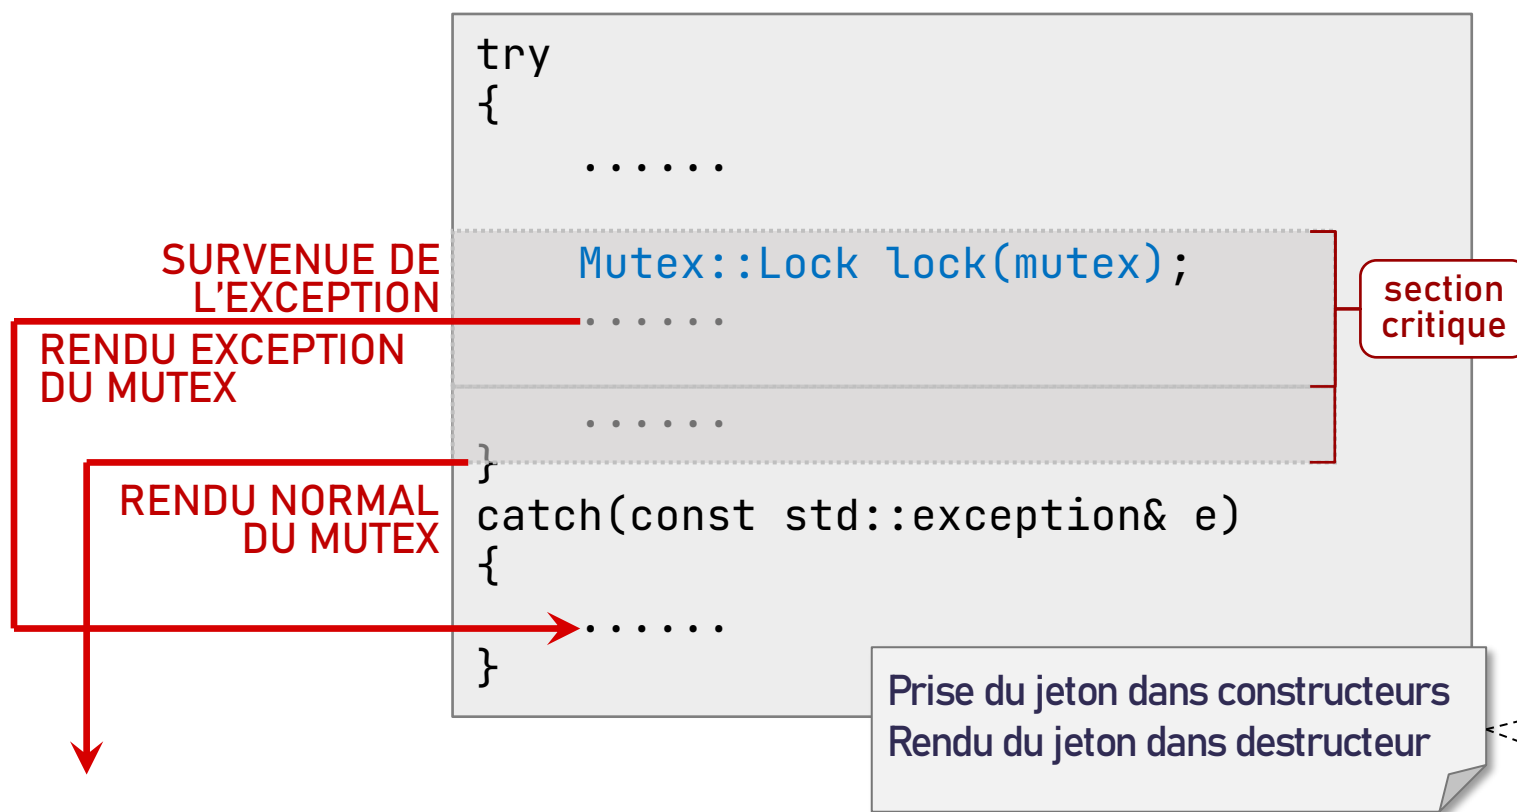 try
{
......
SURVENUE DE
L'EXCEPTION
Mutex::Lock lock(mutex);
......
section
critique
RENDU EXCEPTION
DU MUTEX
......
}
RENDU NORMAL
DU MUTEX
catch(const std::exception& e)
{
......
}
Prise du jeton dans constructeurs
Rendu du jeton dans destructeur